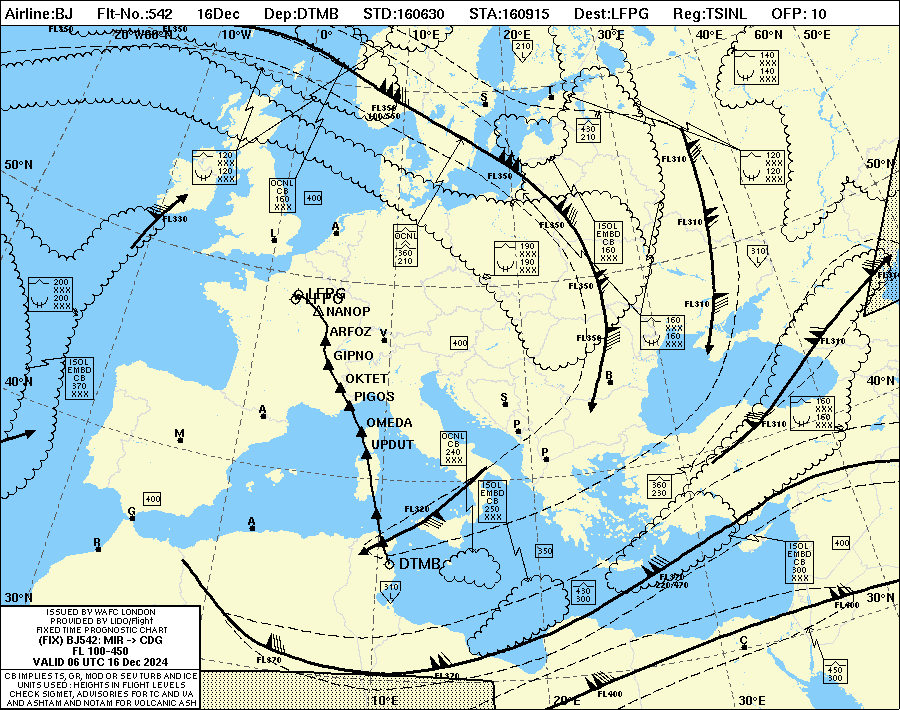 Airline:BJ Flt-No.:542 16Dec Dep:DTMB STD:160630 STA:160915 Dest:LFPG Reg:TSINL OFP: 10
FL350 20°W60°N FL350 10°W 0° 10°E 20°E 30°E 40°E 60°N 50°E
210
140
XXX
140
XXX
S
T
FL350
100/560
430
210
50°N
120
XXX
120
XXX
FL310
120
XXX
120
XXX
50°N
FL350
OCNL
CB
160
XXX
400
FL330
L
A
OCNL
360
210
FL350
ISOL
EMBD
CB
160
XXX
FL310
190
XXX
190
XXX
310
200
XXX
200
XXX
FL350
LFPG
LFPO
NANOP
FL310
ARFOZ
V
FL350
160
XXX
160
XXX
FL310
GIPNO
400
ISOL
EMBD
CB
370
XXX
OKTET
B
40°N
40°N
PIGOS
S
A
160
XXX
160
XXX
OMEDA
P
FL310
M
UPDUT
OCNL
CB
240
XXX
P
400
ISOL
EMBD
CB
250
XXX
360
230
G
FL320
A
R
350
400
DTMB
ISOL
EMBD
CB
300
XXX
FL370
220/470
310
430
300
30°N
30°N
FL400
C
FL370
FL370
450
300
FL400
10°E 20°E 30°E
ISSUED BY WAFC LONDON
PROVIDED BY LIDO/Flight
FIXED TIME PROGNOSTIC CHART
(FIX) BJ542: MIR -> CDG
FL 100-450
VALID 06 UTC 16 Dec 2024
CB IMPLIES TS, GR, MOD OR SEV TURB AND ICE
UNITS USED : HEIGHTS IN FLIGHT LEVELS
CHECK SIGMET, ADVISORIES FOR TC AND VA
AND ASHTAM AND NOTAM FOR VOLCANIC ASH